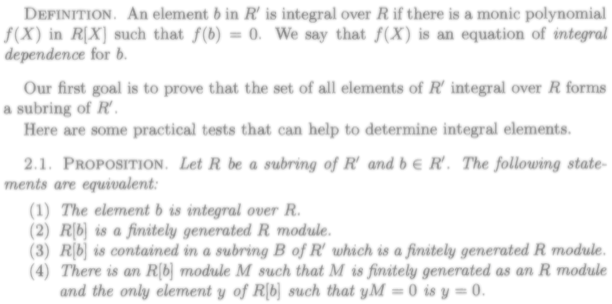 DEFINITION. An element b in R' is integral over R if there is a monic polynomial
f(X) in R[X] such that f(b) = 0. We say that f(X) is an equation of integral
dependence for b.
Our first goal is to prove that the set of all elements of R' integral over R forms
a subring of R'.
Here are some practical tests that can help to determine integral elements.
2.1. PROPOSITION. Let R be a subring of R' and b ∈ R'. The following state-
ments are equivalent:
(1) The element b is integral over R.
(2) R[b] is a finitely generated R module.
(3) R[b] is contained in a subring B of R' which is a finitely generated R module.
(4) There is an R[b] module M such that M is finitely generated as an R module
and the only element y of R[b] such that yM = 0 is y = 0.